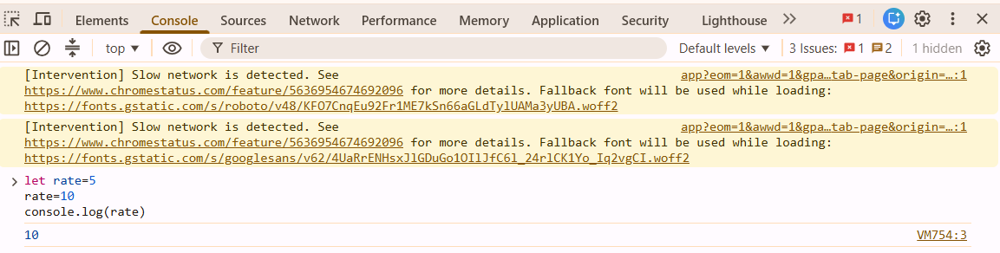 Elements Console Sources Network Performance Memory Application Security Lighthouse 1
top Filter Default levels 3 Issues: 1 2 1 hidden
[Intervention] Slow network is detected. See app?eom=1&awwd=1&gpa…tab-page&origin=…:1
https://www.chromestatus.com/feature/5636954674692096 for more details. Fallback font will be used while loading:
https://fonts.gstatic.com/s/roboto/v48/KFO7CnqEu92Fr1ME7kSn66aGLdTylUAMa3yUBA.woff2
[Intervention] Slow network is detected. See app?eom=1&awwd=1&gpa…tab-page&origin=…:1
https://www.chromestatus.com/feature/5636954674692096 for more details. Fallback font will be used while loading:
https://fonts.gstatic.com/s/googlesans/v62/4UaRrENHsxJlGDuGo1OIlJfC6l_24rlCK1Yo_Iq2vgCI.woff2
let rate=5
rate=10
console.log(rate)
10 VM754:3